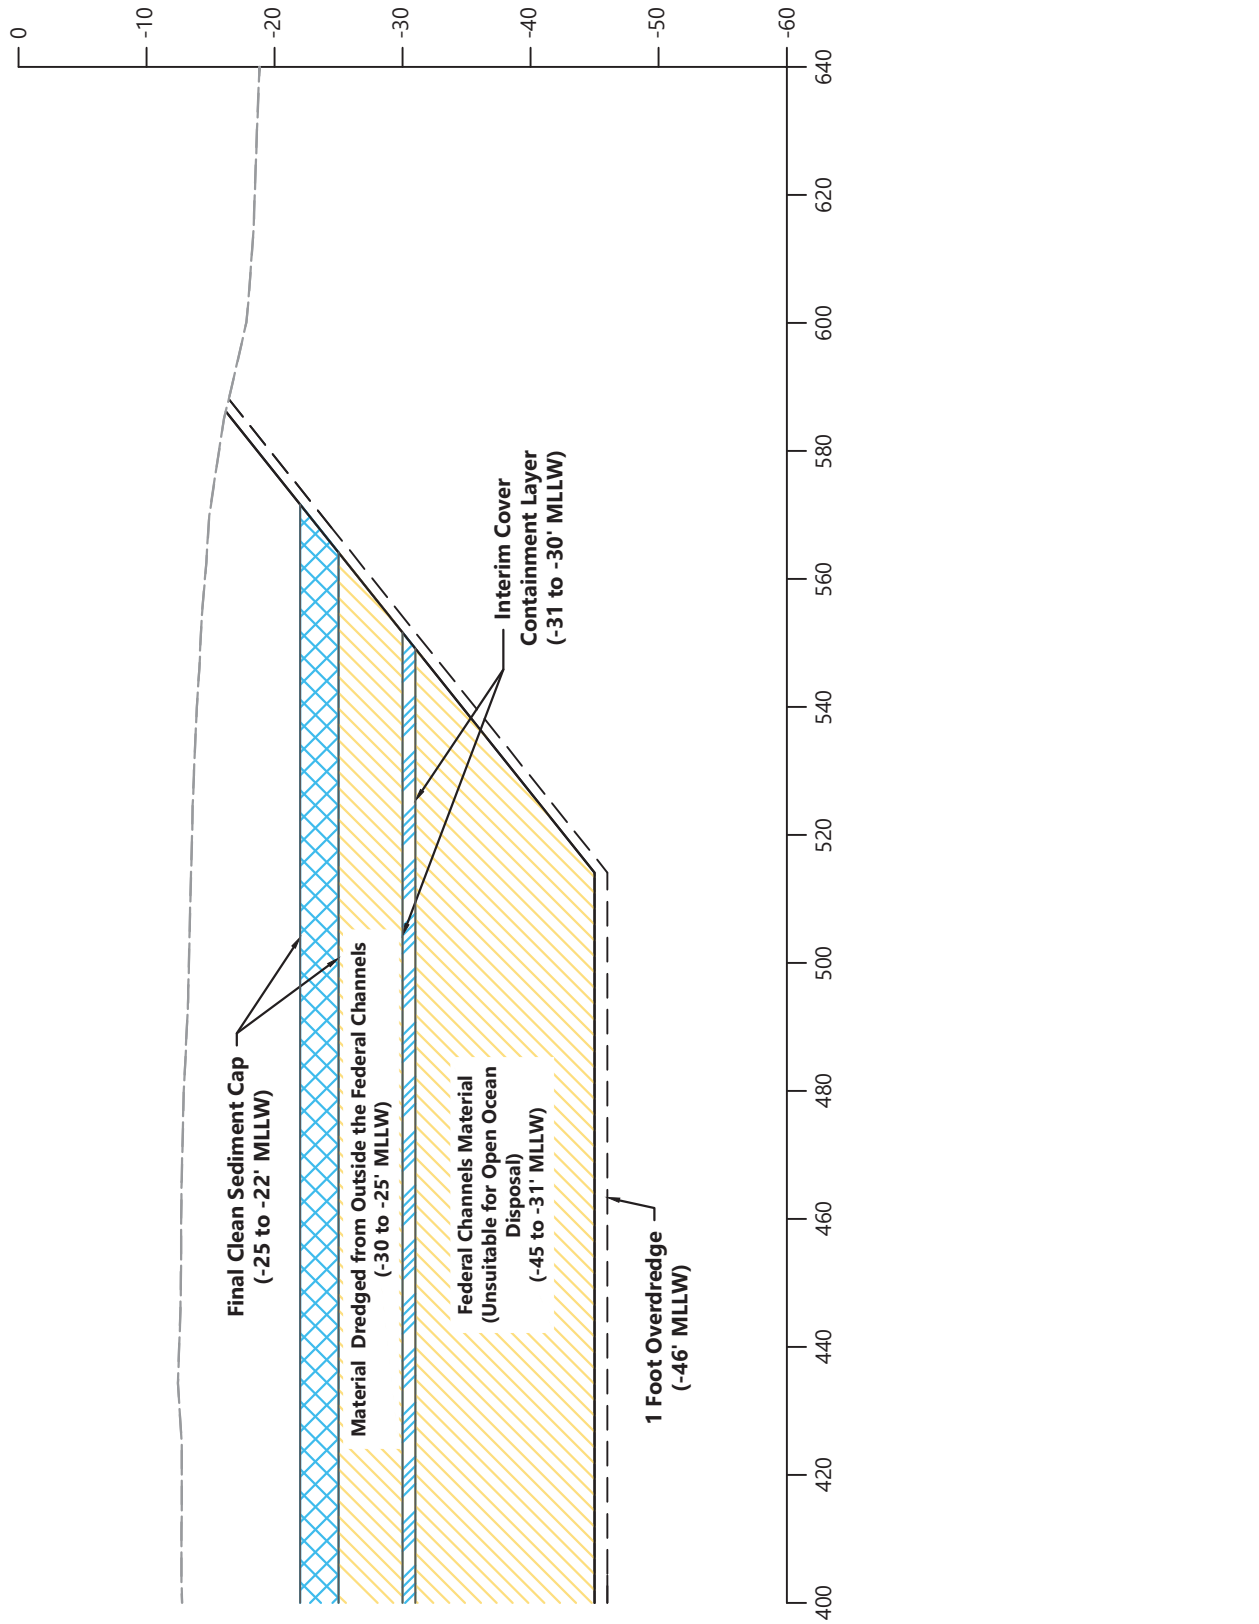 0
-10
-20
-30
-40
-50
-60
Final Clean Sediment Cap
(-25 to -22' MLLW)
Material Dredged from Outside the Federal Channels
(-30 to -25' MLLW)
Interim Cover
Containment Layer
(-31 to -30' MLLW)
Federal Channels Material
(Unsuitable for Open Ocean
Disposal)
(-45 to -31' MLLW)
1 Foot Overdredge
(-46' MLLW)
400
420
440
460
480
500
520
540
560
580
600
620
640